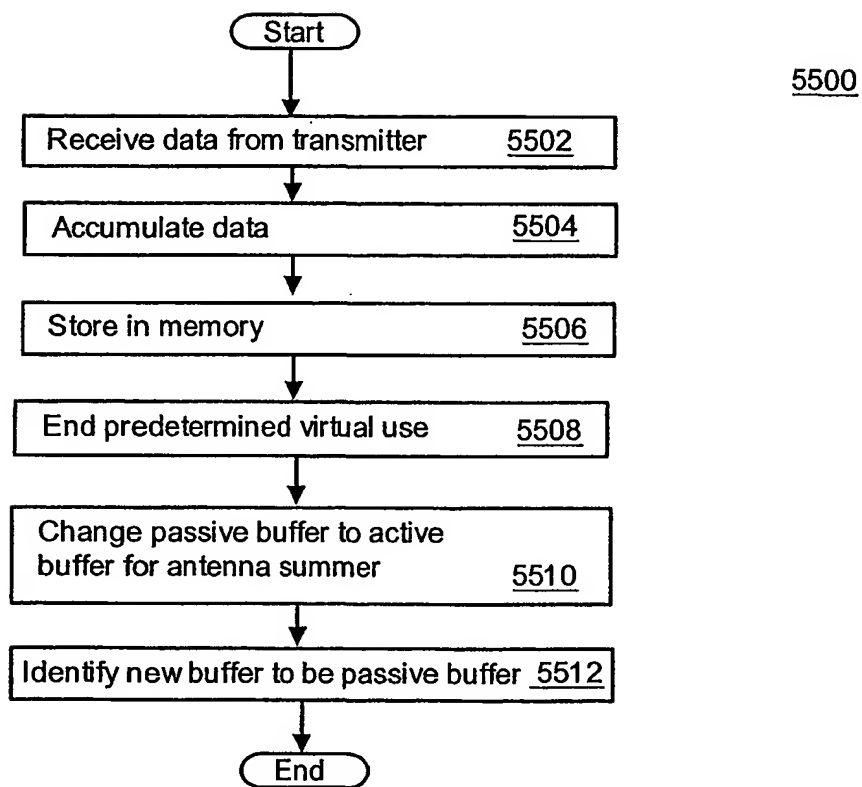 Start
5500
Receive data from transmitter 5502
Accumulate data 5504
Store in memory 5506
End predetermined virtual use 5508
Change passive buffer to active
buffer for antenna summer 5510
Identify new buffer to be passive buffer 5512
End